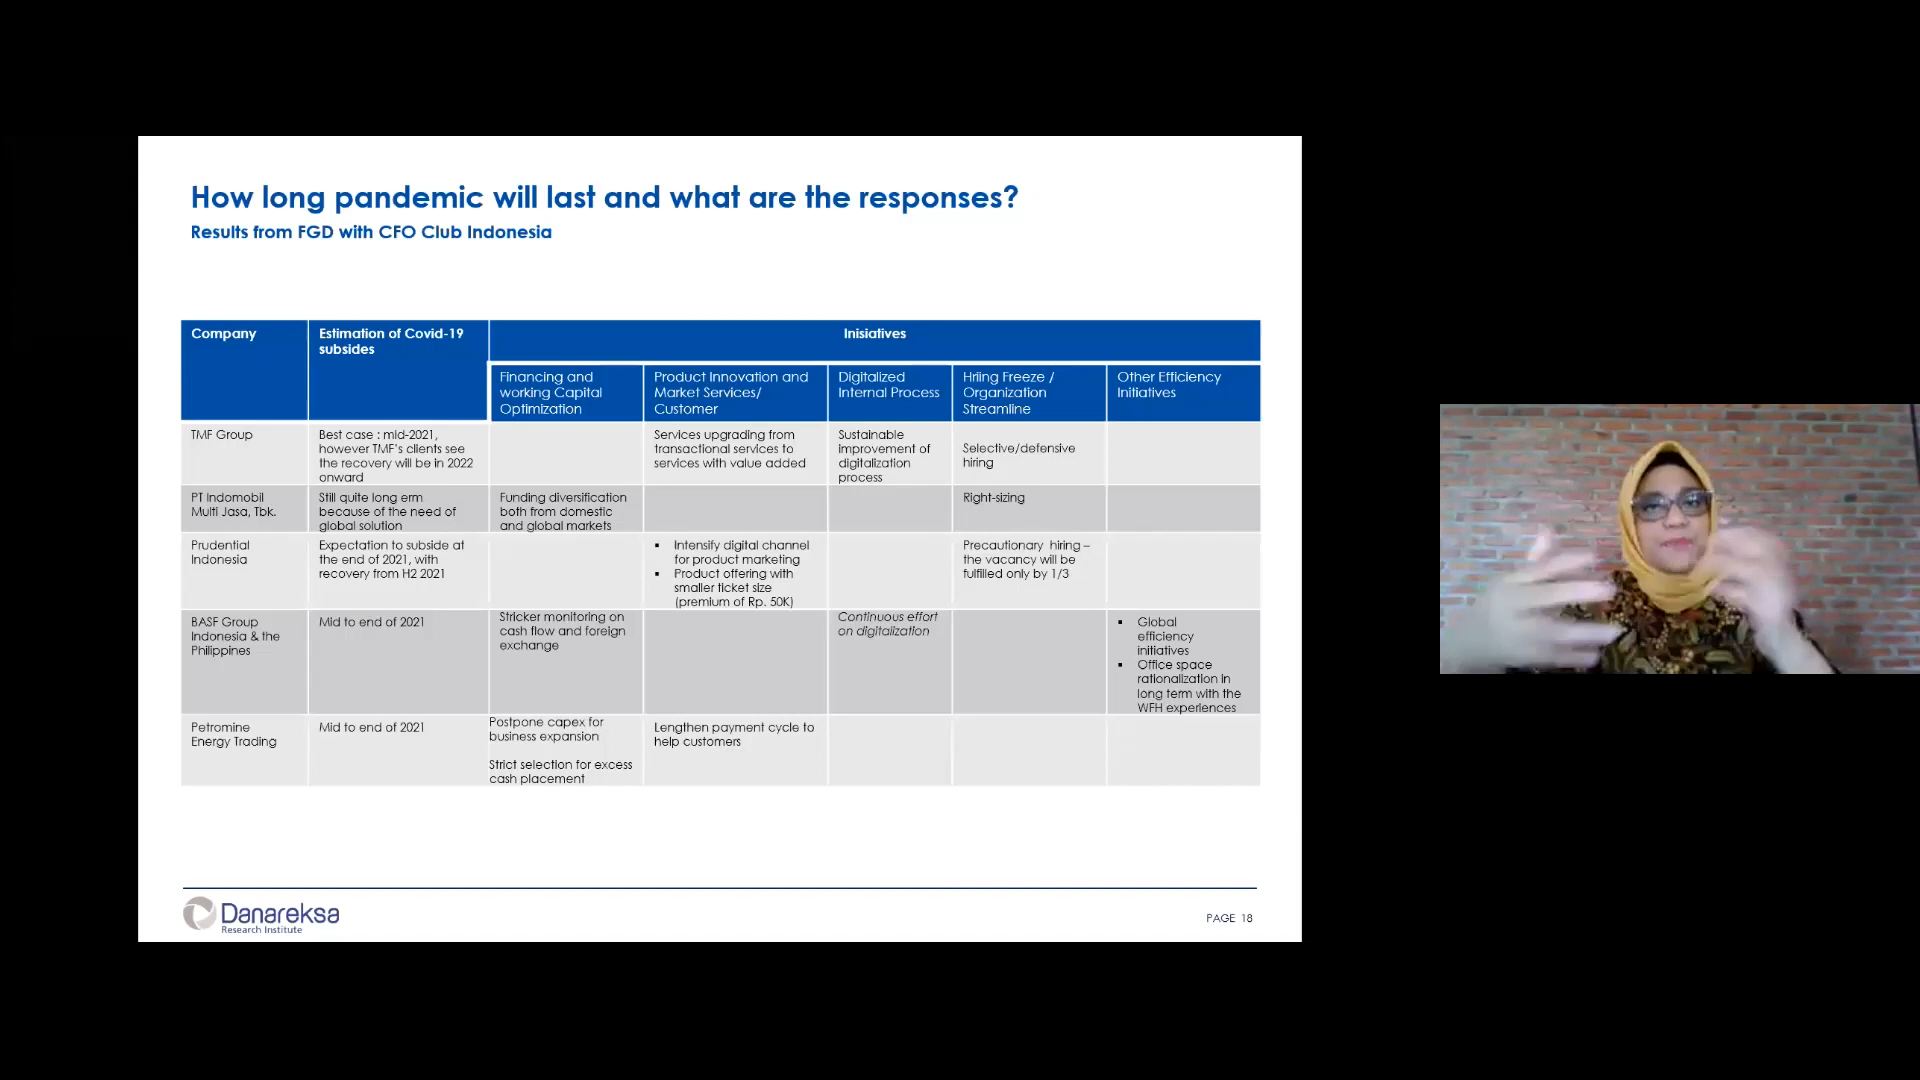 How long pandemic will last and what are the responses?
Results from FGD with CFO Club Indonesia
Company
Estimation of Covid-19
subsides
Inisiatives
Financing and
working Capital
Optimization
Product Innovation and
Market Services/
Customer
Digitalized
Internal Process
Hriing Freeze /
Organization
Streamline
Other Efficiency
Initiatives
TMF Group
Best case : mid-2021,
however TMF's clients see
the recovery will be in 2022
onward
Services upgrading from
transactional services to
services with value added
Sustainable
improvement of
digitalization
process
Selective/defensive
hiring
PT Indomobil
Multi Jasa, Tbk.
Still quite long erm
because of the need of
global solution
Funding diversification
both from domestic
and global markets
Right-sizing
Prudential
Indonesia
Expectation to subside at
the end of 2021, with
recovery from H2 2021
▪ Intensify digital channel
for product marketing
▪ Product offering with
smaller ticket size
(premium of Rp. 50K)
Precautionary hiring –
the vacancy will be
fulfilled only by 1/3
BASF Group
Indonesia & the
Philippines
Mid to end of 2021
Stricker monitoring on
cash flow and foreign
exchange
Continuous effort
on digitalization
▪ Global
efficiency
initiatives
▪ Office space
rationalization in
long term with the
WFH experiences
Petromine
Energy Trading
Mid to end of 2021
Postpone capex for
business expansion
Strict selection for excess
cash placement
Lengthen payment cycle to
help customers
Danareksa
Research Institute
PAGE 18